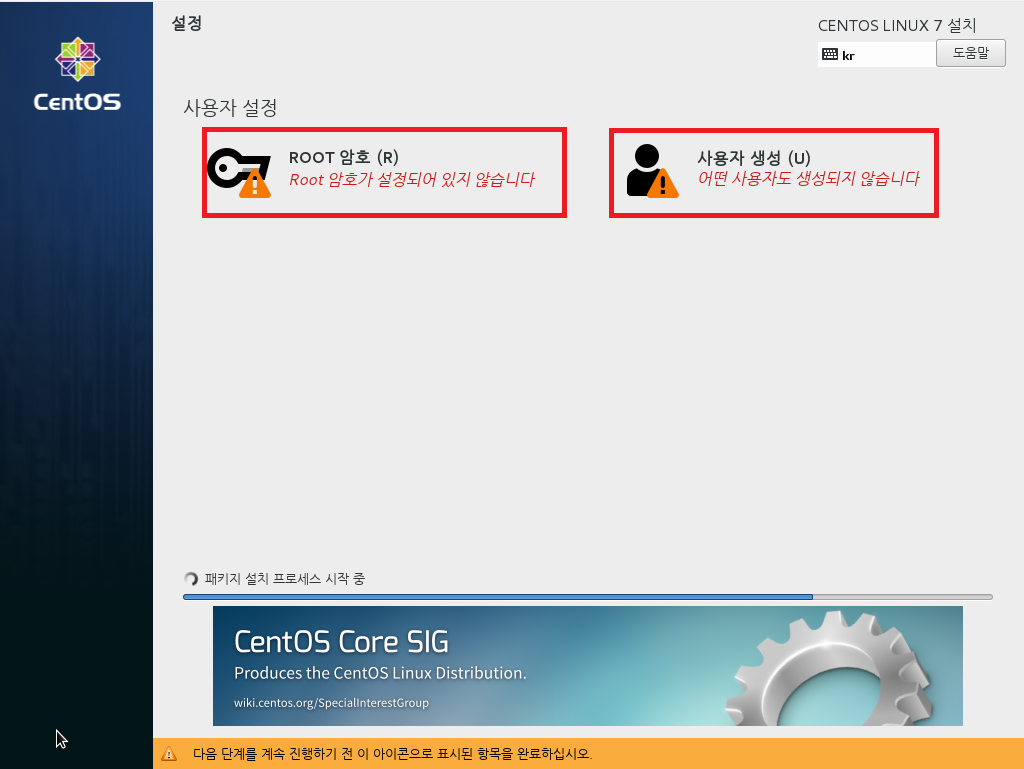 설정
CENTOS LINUX 7 설치
kr
도움말
CentOS
사용자 설정
ROOT 암호 (R)
Root 암호가 설정되어 있지 않습니다
사용자 생성 (U)
어떤 사용자도 생성되지 않습니다
패키지 설치 프로세스 시작 중
CentOS Core SIG
Produces the CentOS Linux Distribution.
wiki.centos.org/SpecialInterestGroup
다음 단계를 계속 진행하기 전 이 아이콘으로 표시된 항목을 완료하십시오.